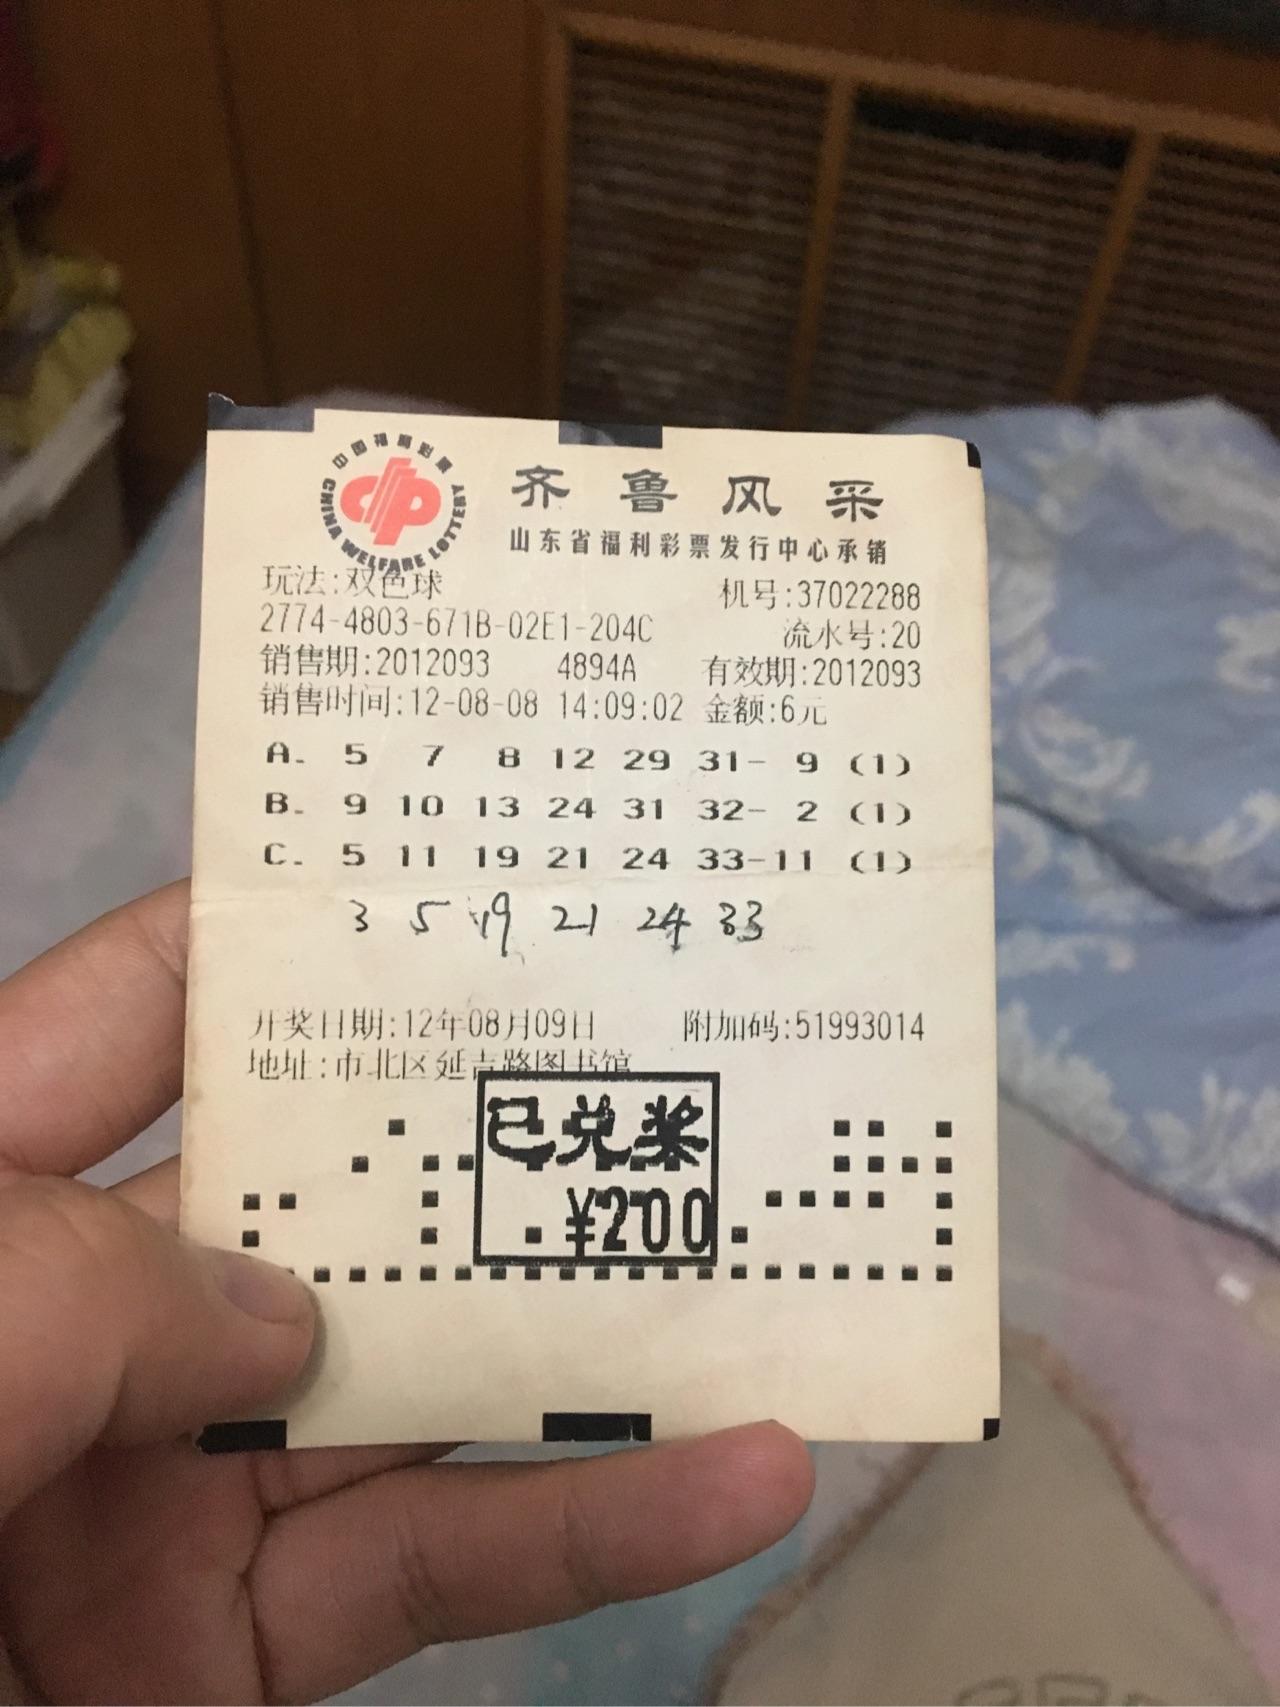 中国福利彩票
CHINA WELFARE LOTTERY
齐鲁风采
山东省福利彩票发行中心承销
玩法:双色球 机号:37022288
2774-4803-671B-02E1-204C 流水号:20
销售期:2012093 4894A 有效期:2012093
销售时间:12-08-08 14:09:02 金额:6元
A. 5 7 8 12 29 31- 9 (1)
B. 9 10 13 24 31 32- 2 (1)
C. 5 11 19 21 24 33-11 (1)
3 5 19 21 24 33
开奖日期:12年08月09日 附加码:51993014
地址:市北区延吉路图书馆
已兑奖
¥200